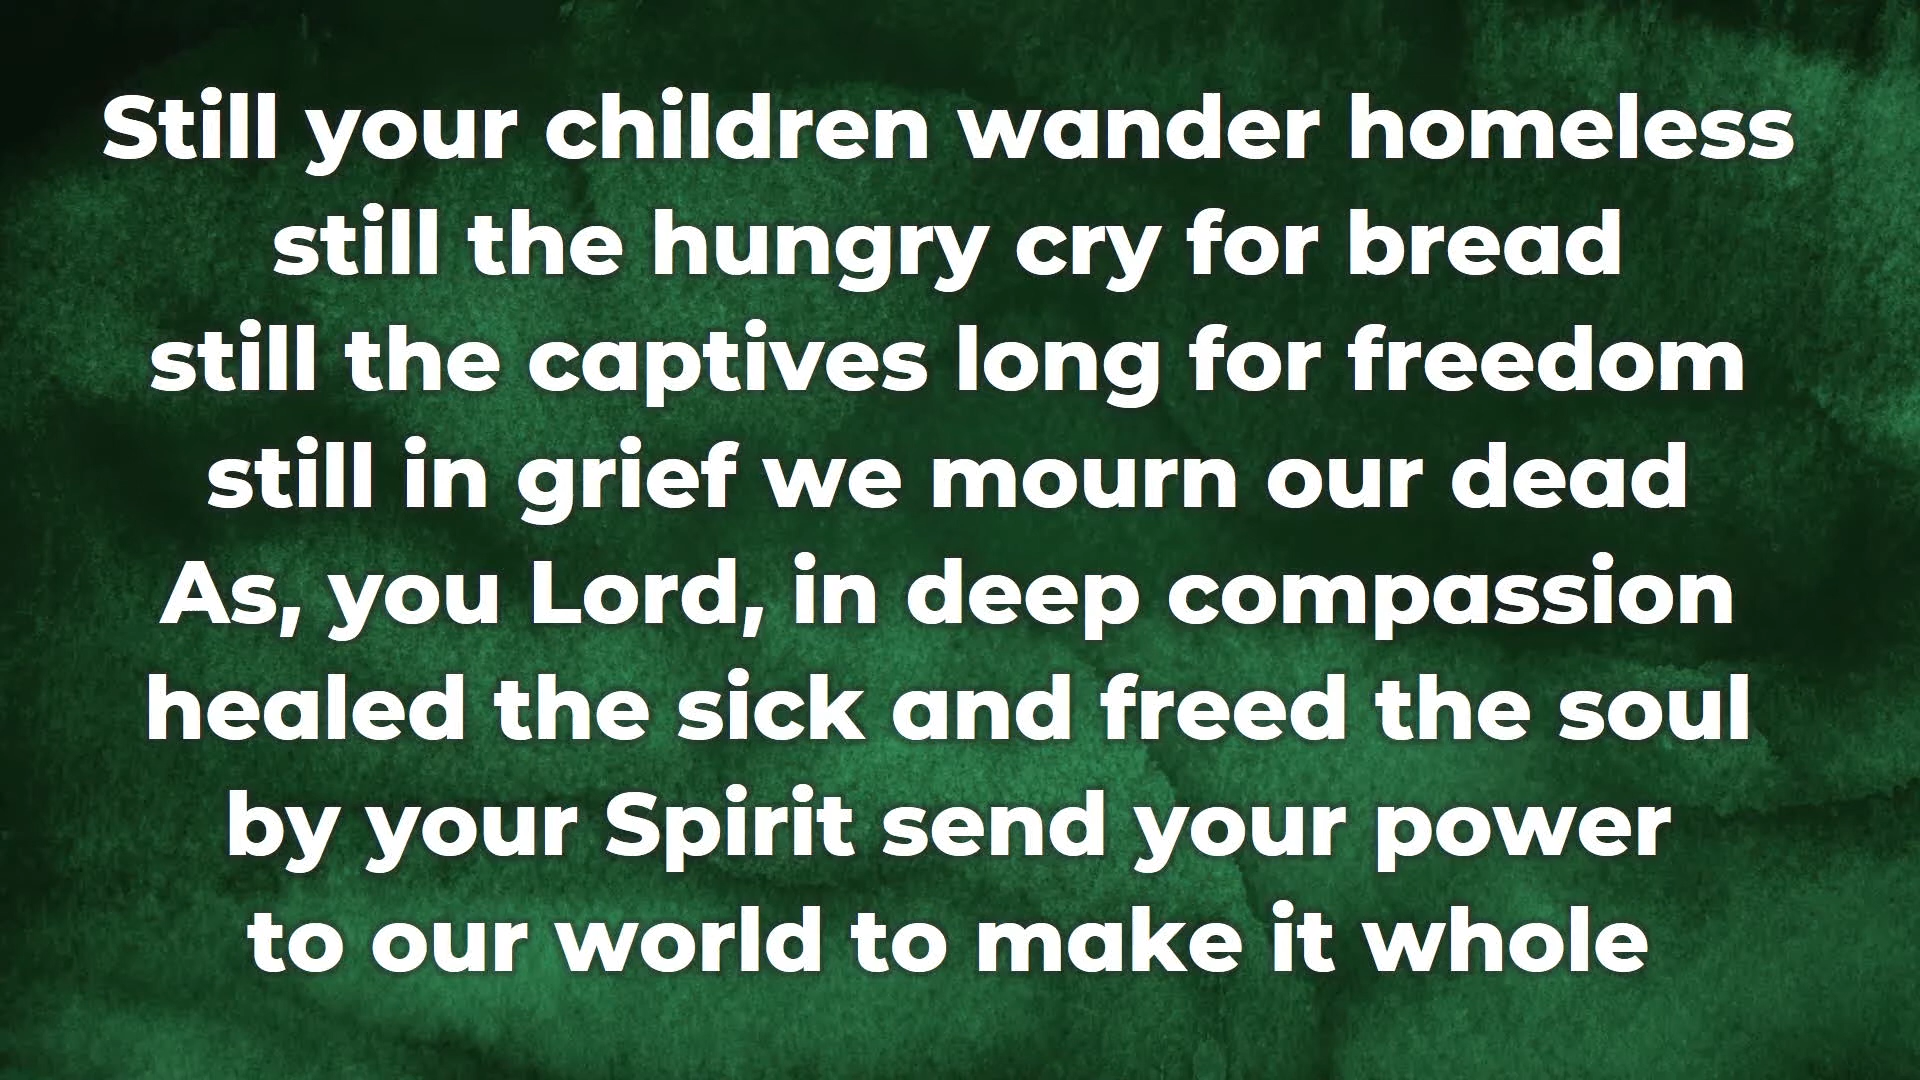 Still your children wander homeless
still the hungry cry for bread
still the captives long for freedom
still in grief we mourn our dead
As, you Lord, in deep compassion
healed the sick and freed the soul
by your Spirit send your power
to our world to make it whole